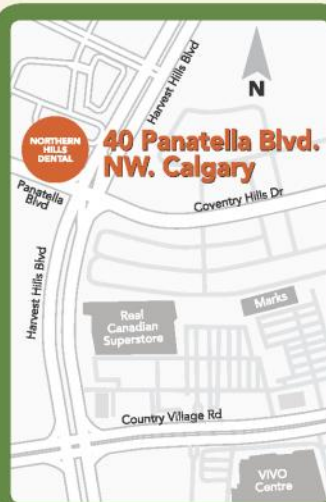 Harvest Hills Blvd
N
NORTHERN
HILLS
DENTAL
40 Panatella Blvd.
NW. Calgary
Panatella
Blvd
Coventry Hills Dr
Harvest Hills Blvd
Real
Canadian
Superstore
Marks
Country Village Rd
VIVO
Centre